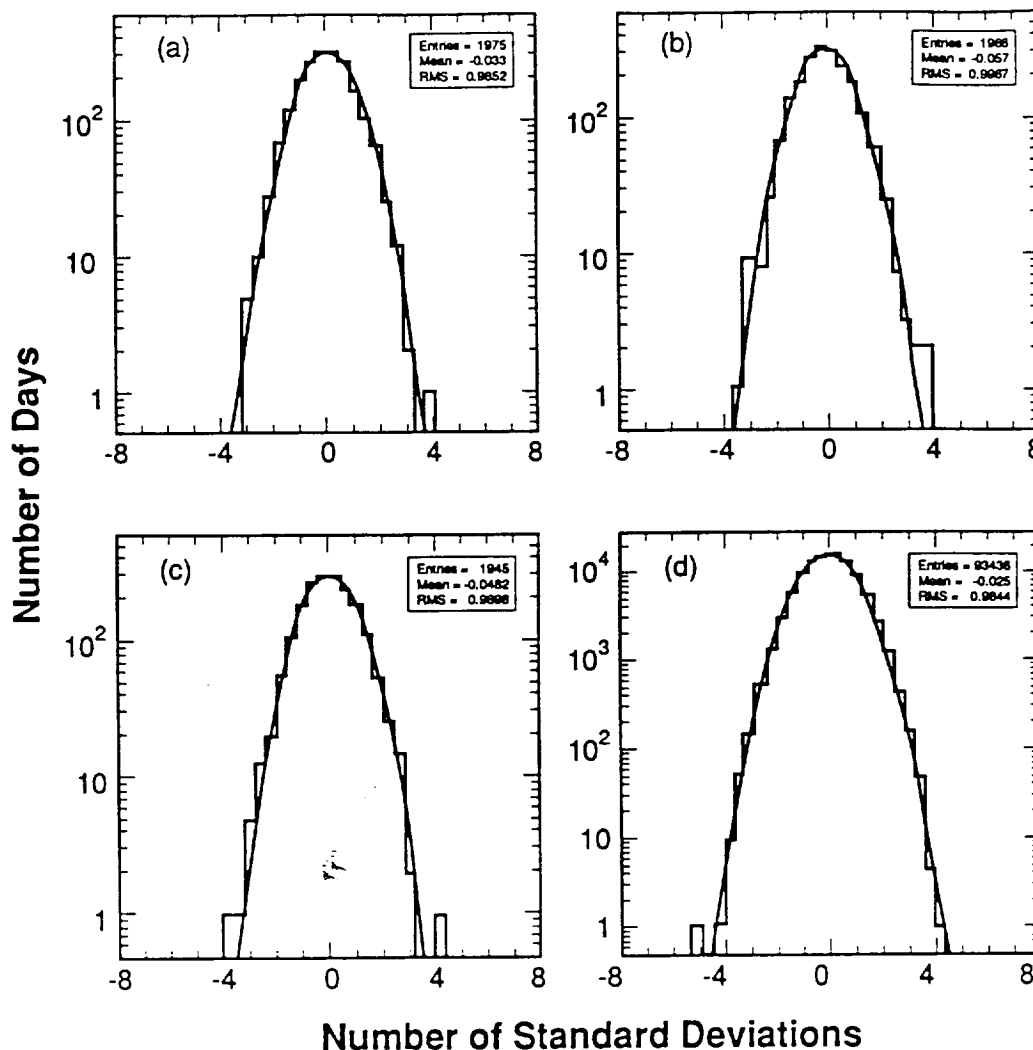 (a)
Entries = 1975
Mean = -0.033
RMS = 0.9852
10²
10
1
-8 -4 0 4 8
(b)
Entries = 1986
Mean = -0.057
RMS = 0.9967
10²
10
1
-8 -4 0 4 8
Number of Days
(c)
Entries = 1945
Mean = -0.0482
RMS = 0.9898
10²
10
1
-8 -4 0 4 8
(d)
Entries = 93436
Mean = -0.025
RMS = 0.9844
10⁴
10³
10²
10
1
-8 -4 0 4 8
Number of Standard Deviations